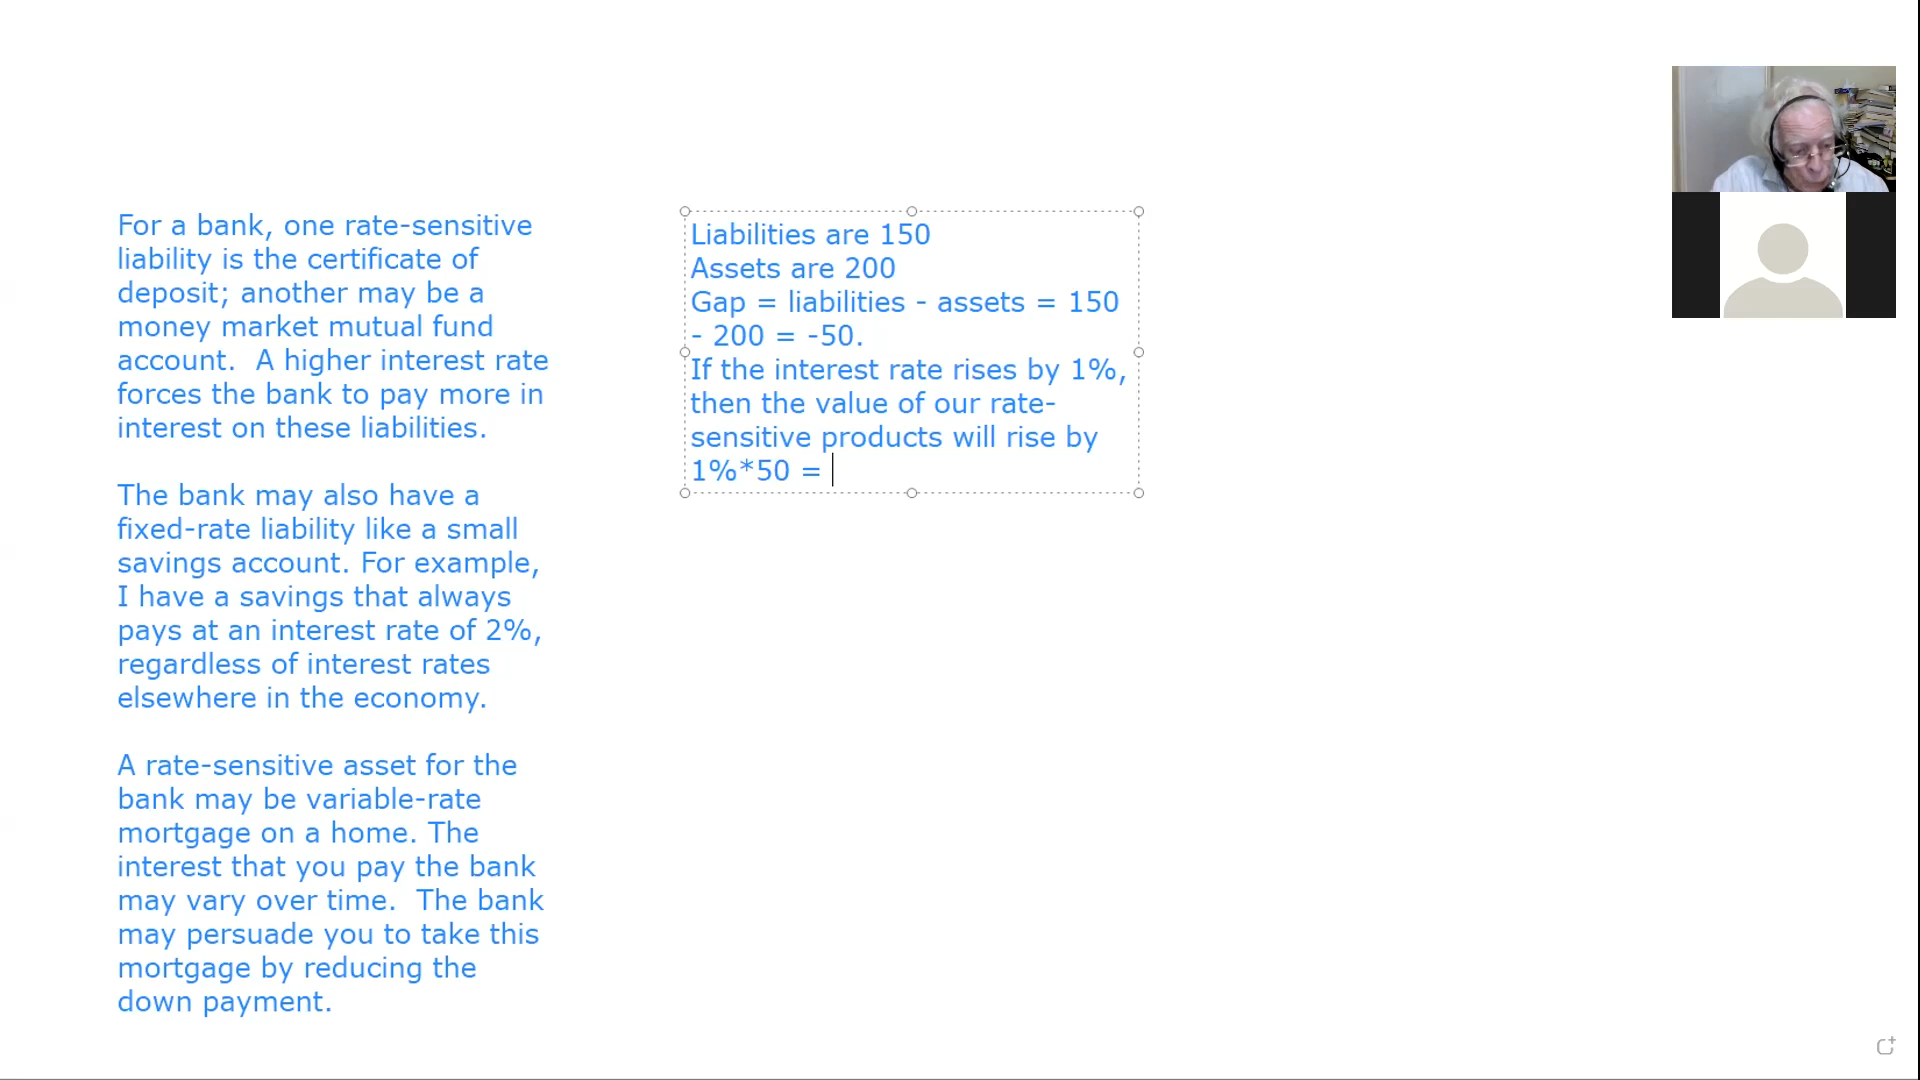 For a bank, one rate-sensitive
liability is the certificate of
deposit; another may be a
money market mutual fund
account.  A higher interest rate
forces the bank to pay more in
interest on these liabilities.
The bank may also have a
fixed-rate liability like a small
savings account. For example,
I have a savings that always
pays at an interest rate of 2%,
regardless of interest rates
elsewhere in the economy.
A rate-sensitive asset for the
bank may be variable-rate
mortgage on a home. The
interest that you pay the bank
may vary over time.  The bank
may persuade you to take this
mortgage by reducing the
down payment.
Liabilities are 150
Assets are 200
Gap = liabilities - assets = 150
- 200 = -50.
If the interest rate rises by 1%,
then the value of our rate-
sensitive products will rise by
1%*50 =